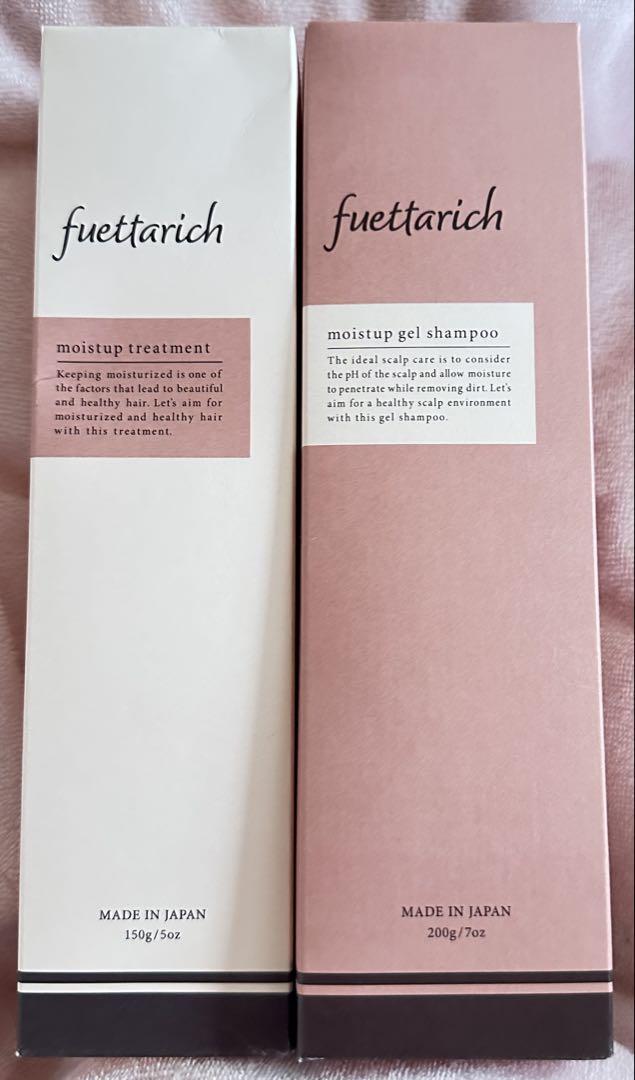 fuettarich
moistup treatment
Keeping moisturized is one of
the factors that lead to beautiful
and healthy hair. Let's aim for
moisturized and healthy hair
with this treatment.
MADE IN JAPAN
150g/5oz
fuettarich
moistup gel shampoo
The ideal scalp care is to consider
the pH of the scalp and allow moisture
to penetrate while removing dirt. Let's
aim for a healthy scalp environment
with this gel shampoo.
MADE IN JAPAN
200g/7oz